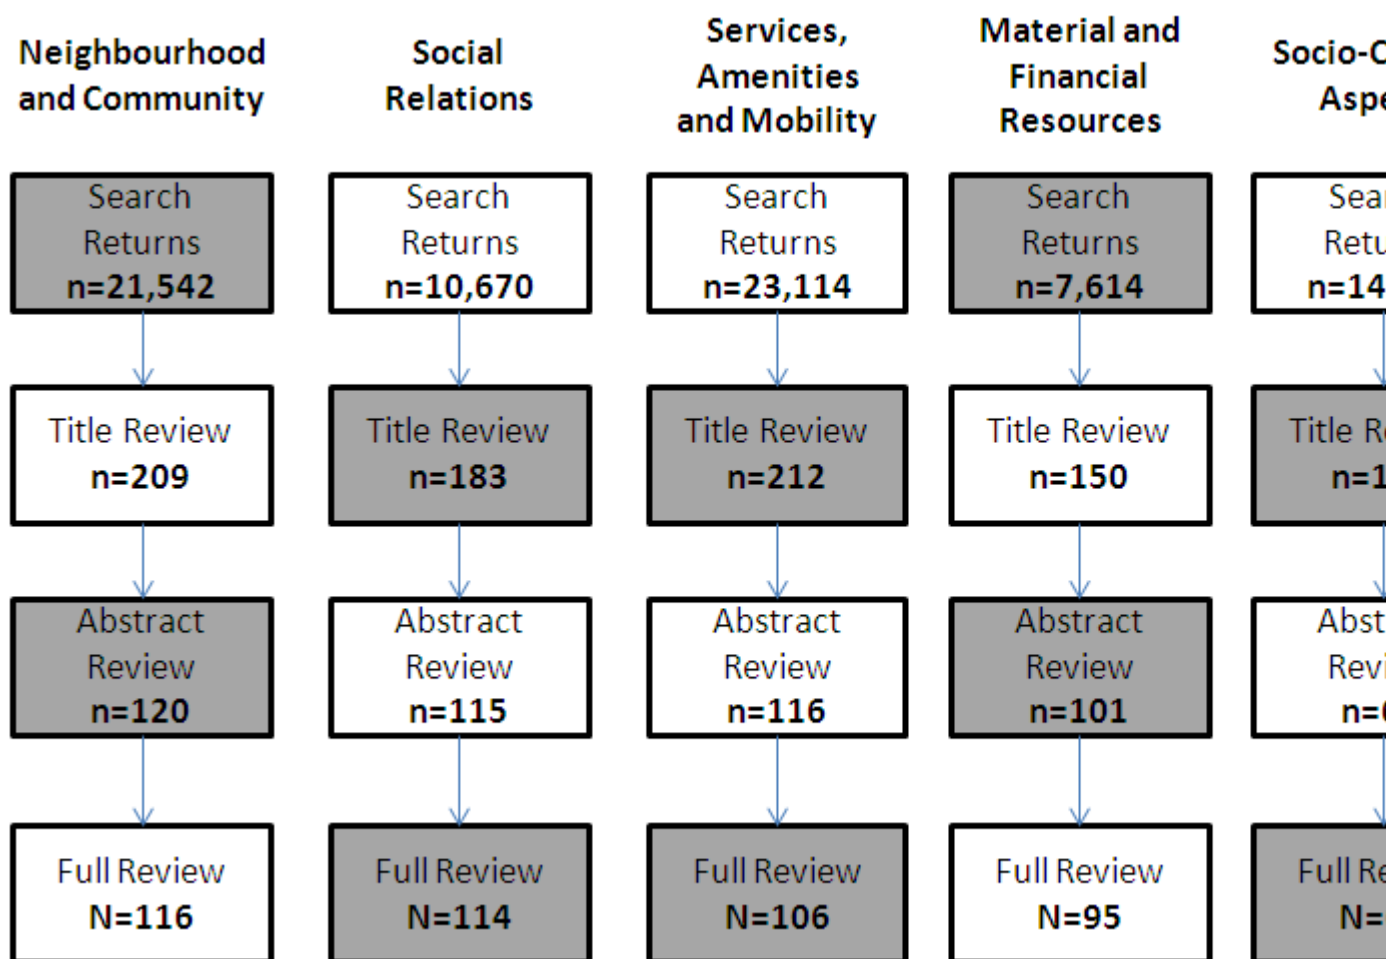 Neighbourhood
and Community
Search
Returns
n=21,542
Title Review
n=209
Abstract
Review
n=120
Full Review
N=116
Social
Relations
Search
Returns
n=10,670
Title Review
n=183
Abstract
Review
n=115
Full Review
N=114
Services,
Amenities
and Mobility
Search
Returns
n=23,114
Title Review
n=212
Abstract
Review
n=116
Full Review
N=106
Material and
Financial
Resources
Search
Returns
n=7,614
Title Review
n=150
Abstract
Review
n=101
Full Review
N=95
Title
Full